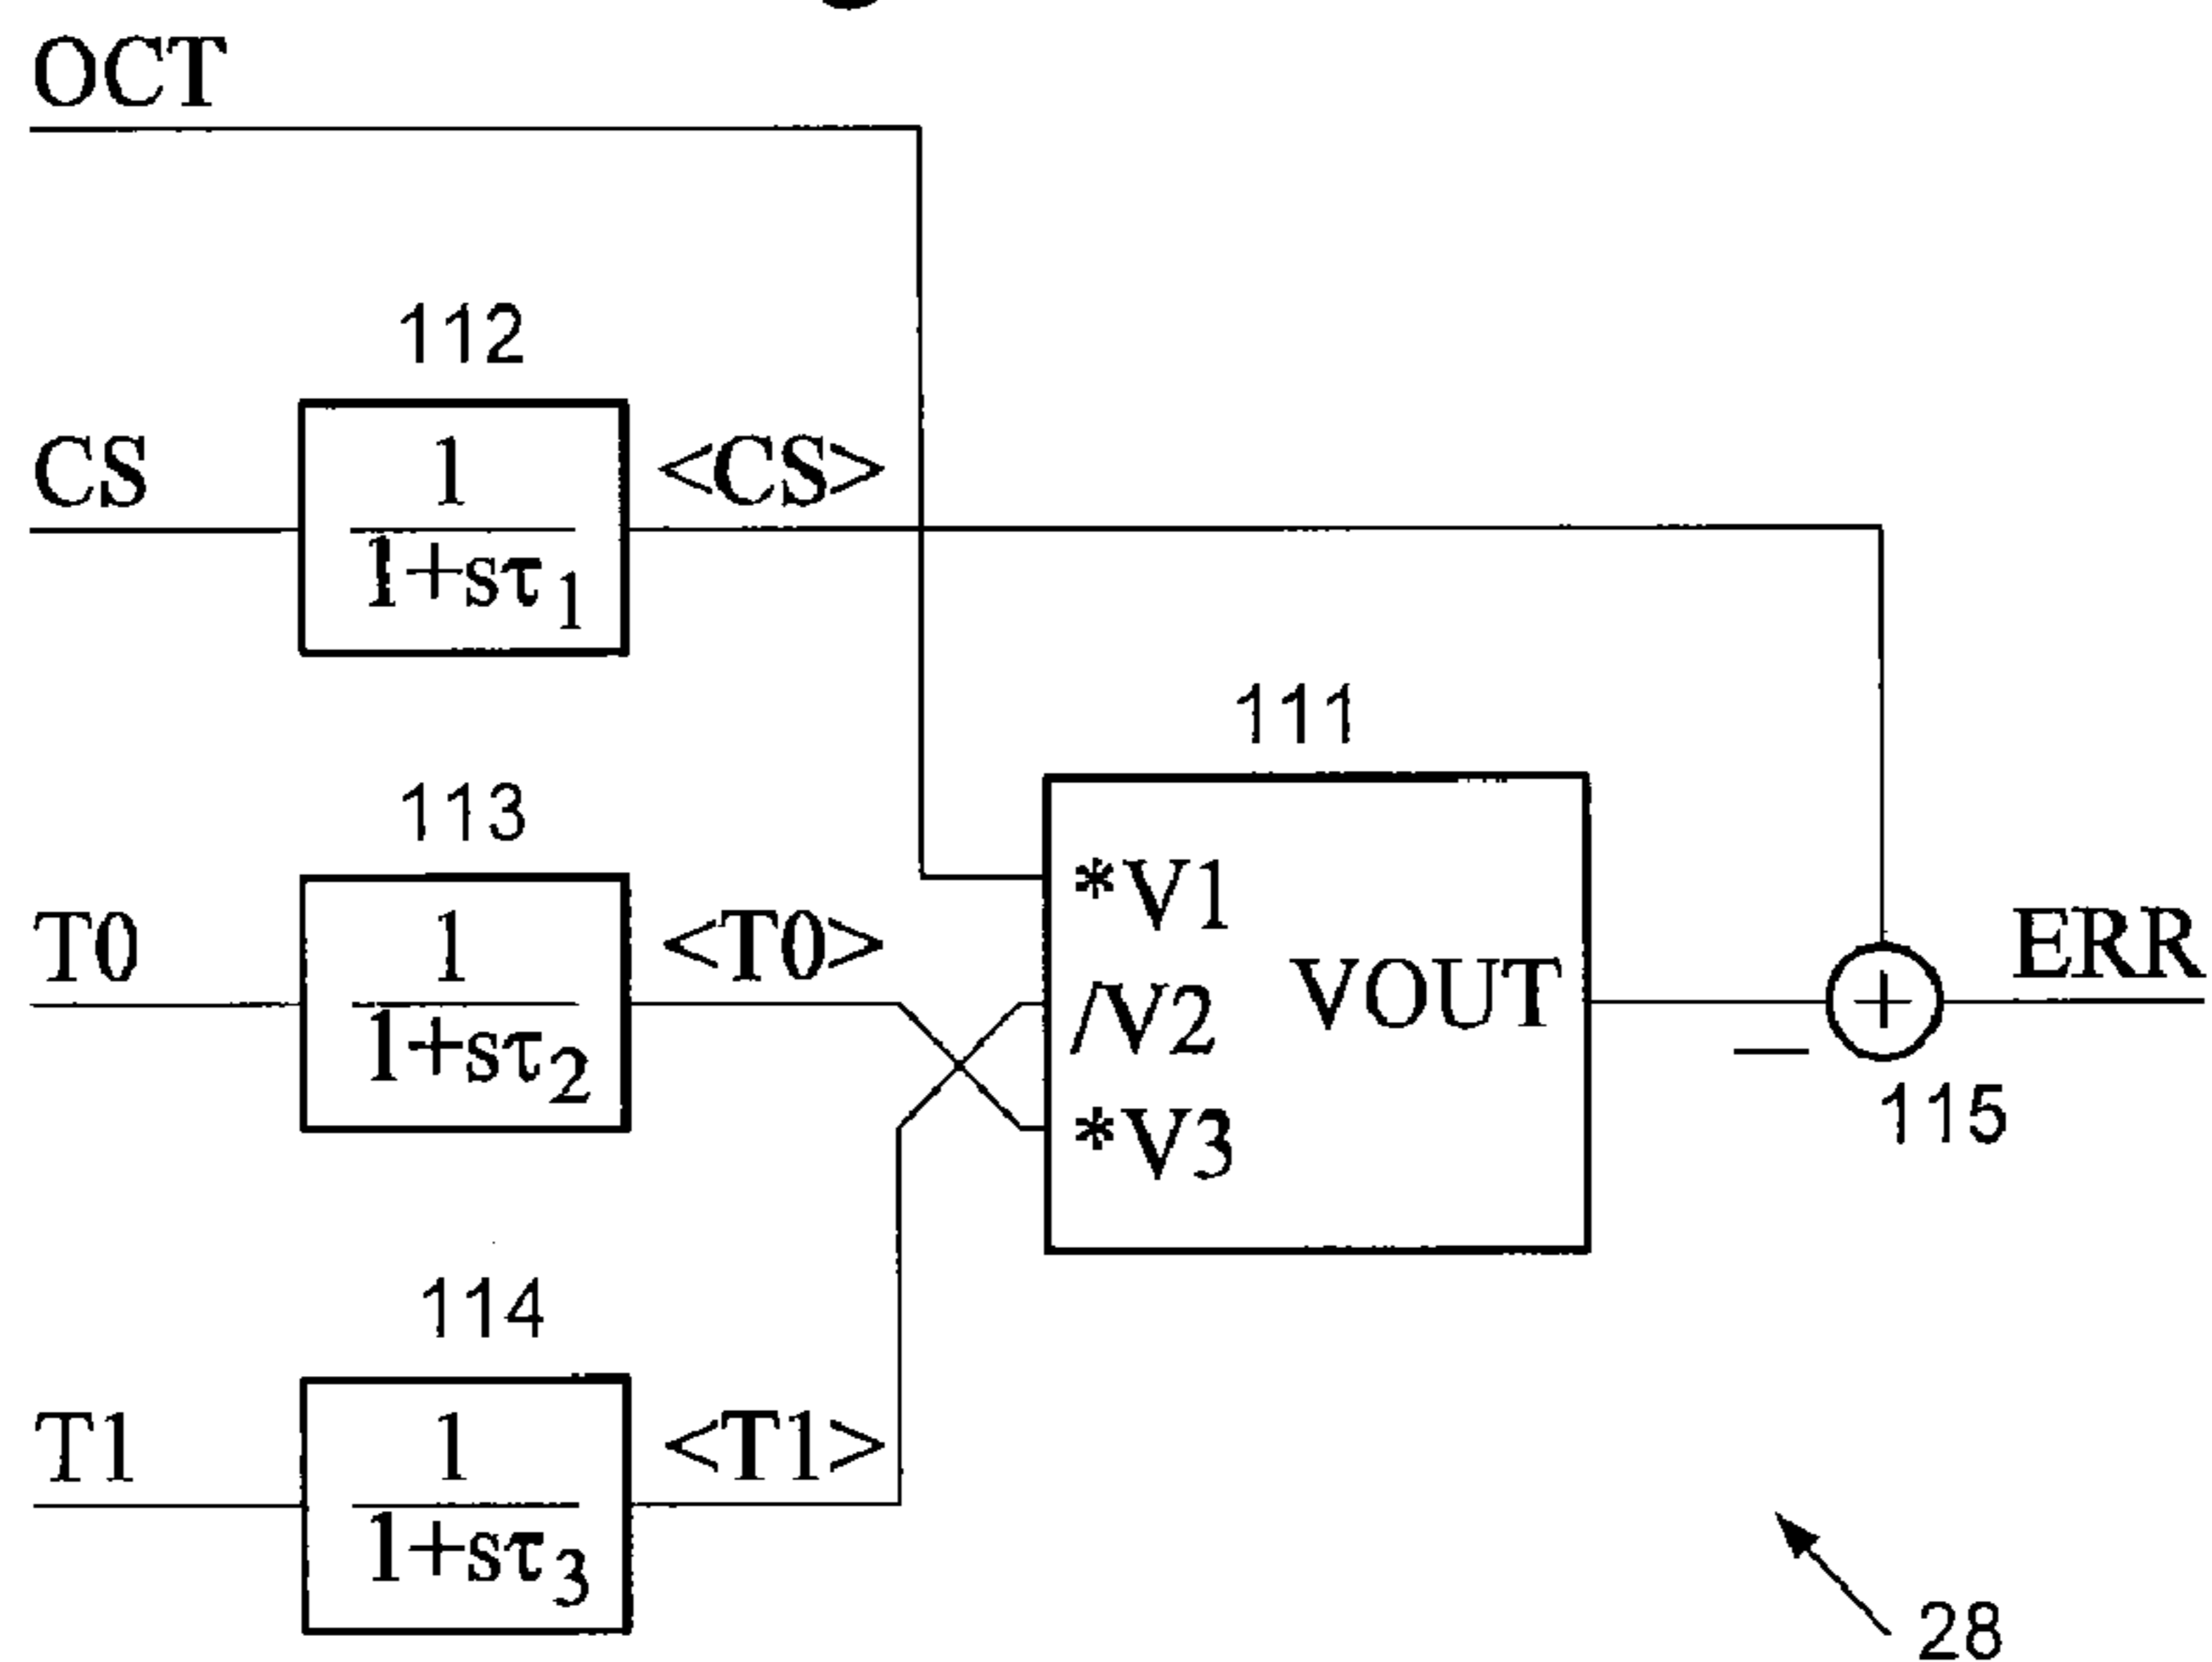 OCT
112
CS
1
1+sτ1
<CS>
111
113
T0
1
1+sτ2
<T0>
*V1
/V2
*V3
VOUT
ERR
+
−
115
114
T1
1
1+sτ3
<T1>
28